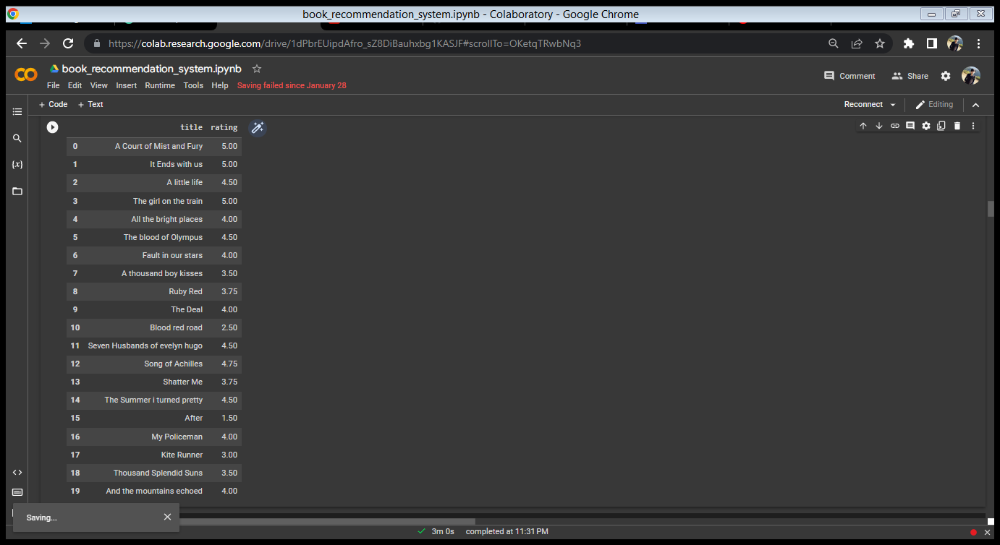 book_recommendation_system.ipynb - Colaboratory - Google Chrome
https://colab.research.google.com/drive/1dPbrEUipdAfro_sZ8DiBauhxbg1KASJF#scrollTo=OKetqTRwbNq3
book_recommendation_system.ipynb
Comment Share
File Edit View Insert Runtime Tools Help Saving failed since January 28
+ Code + Text Reconnect Editing
title rating
0 A Court of Mist and Fury 5.00
1 It Ends with us 5.00
2 A little life 4.50
{x}
3 The girl on the train 5.00
4 All the bright places 4.00
5 The blood of Olympus 4.50
6 Fault in our stars 4.00
7 A thousand boy kisses 3.50
8 Ruby Red 3.75
9 The Deal 4.00
10 Blood red road 2.50
11 Seven Husbands of evelyn hugo 4.50
12 Song of Achilles 4.75
13 Shatter Me 3.75
14 The Summer i turned pretty 4.50
15 After 1.50
16 My Policeman 4.00
17 Kite Runner 3.00
18 Thousand Splendid Suns 3.50
19 And the mountains echoed 4.00
Saving...
3m 0s completed at 11:31 PM